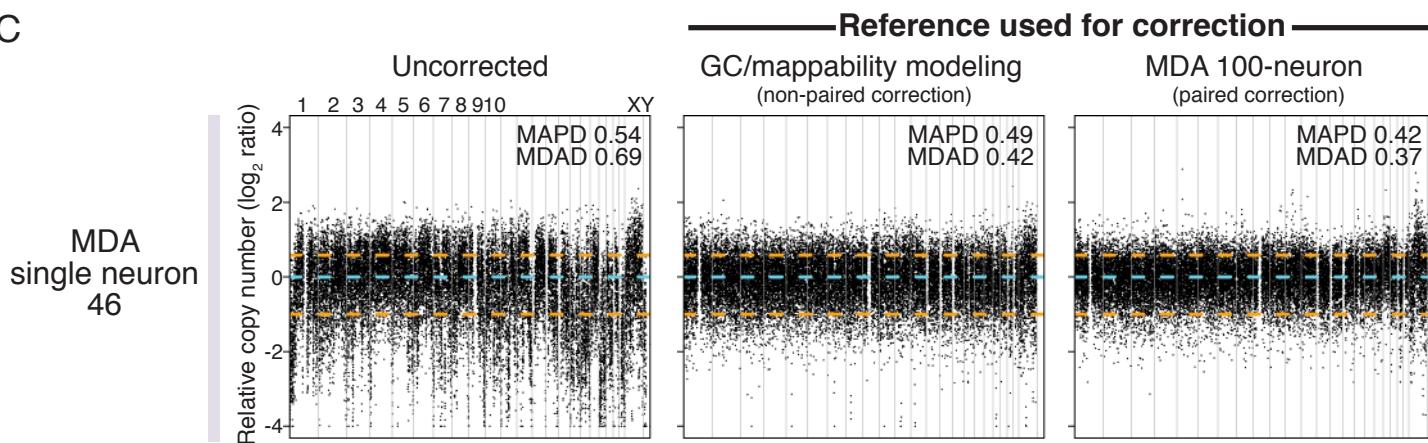 C
Reference used for correction
Uncorrected
GC/mappability modeling
(non-paired correction)
MDA 100-neuron
(paired correction)
1 2 3 4 5 6 7 8 910 XY
MAPD 0.54
MDAD 0.69
MAPD 0.49
MDAD 0.42
MAPD 0.42
MDAD 0.37
MDA
single neuron
46
Relative copy number (log2 ratio)
4
2
0
-2
-4